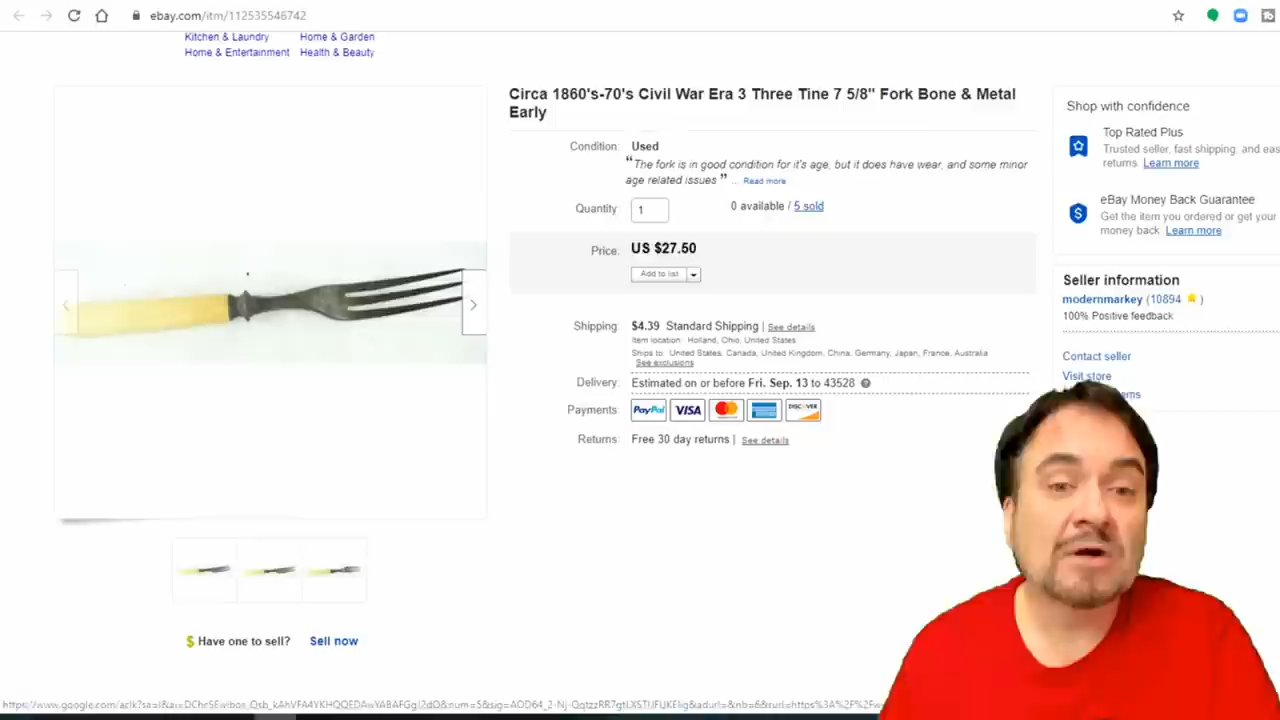 ebay.com/itm/112535546742
Kitchen & Laundry Home & Garden
Home & Entertainment Health & Beauty
Circa 1860's-70's Civil War Era 3 Three Tine 7 5/8" Fork Bone & Metal
Early
Condition: Used
“The fork is in good condition for it's age, but it does have wear, and some minor
age related issues ” ... Read more
Quantity: 1 0 available / 5 sold
Price: US $27.50
Add to list
Shipping: $4.39 Standard Shipping | See details
Item location: Holland, Ohio, United States
Ships to: United States, Canada, United Kingdom, China, Germany, Japan, France, Australia
See exclusions
Delivery: Estimated on or before Fri. Sep. 13 to 43528
Payments: PayPal VISA DISCOVER
Returns: Free 30 day returns | See details
Have one to sell? Sell now
Shop with confidence
Top Rated Plus
Trusted seller, fast shipping, and eas
returns. Learn more
eBay Money Back Guarantee
Get the item you ordered or get your
money back. Learn more
Seller information
modernmarkey (10894 )
100% Positive feedback
Contact seller
Visit store
ems